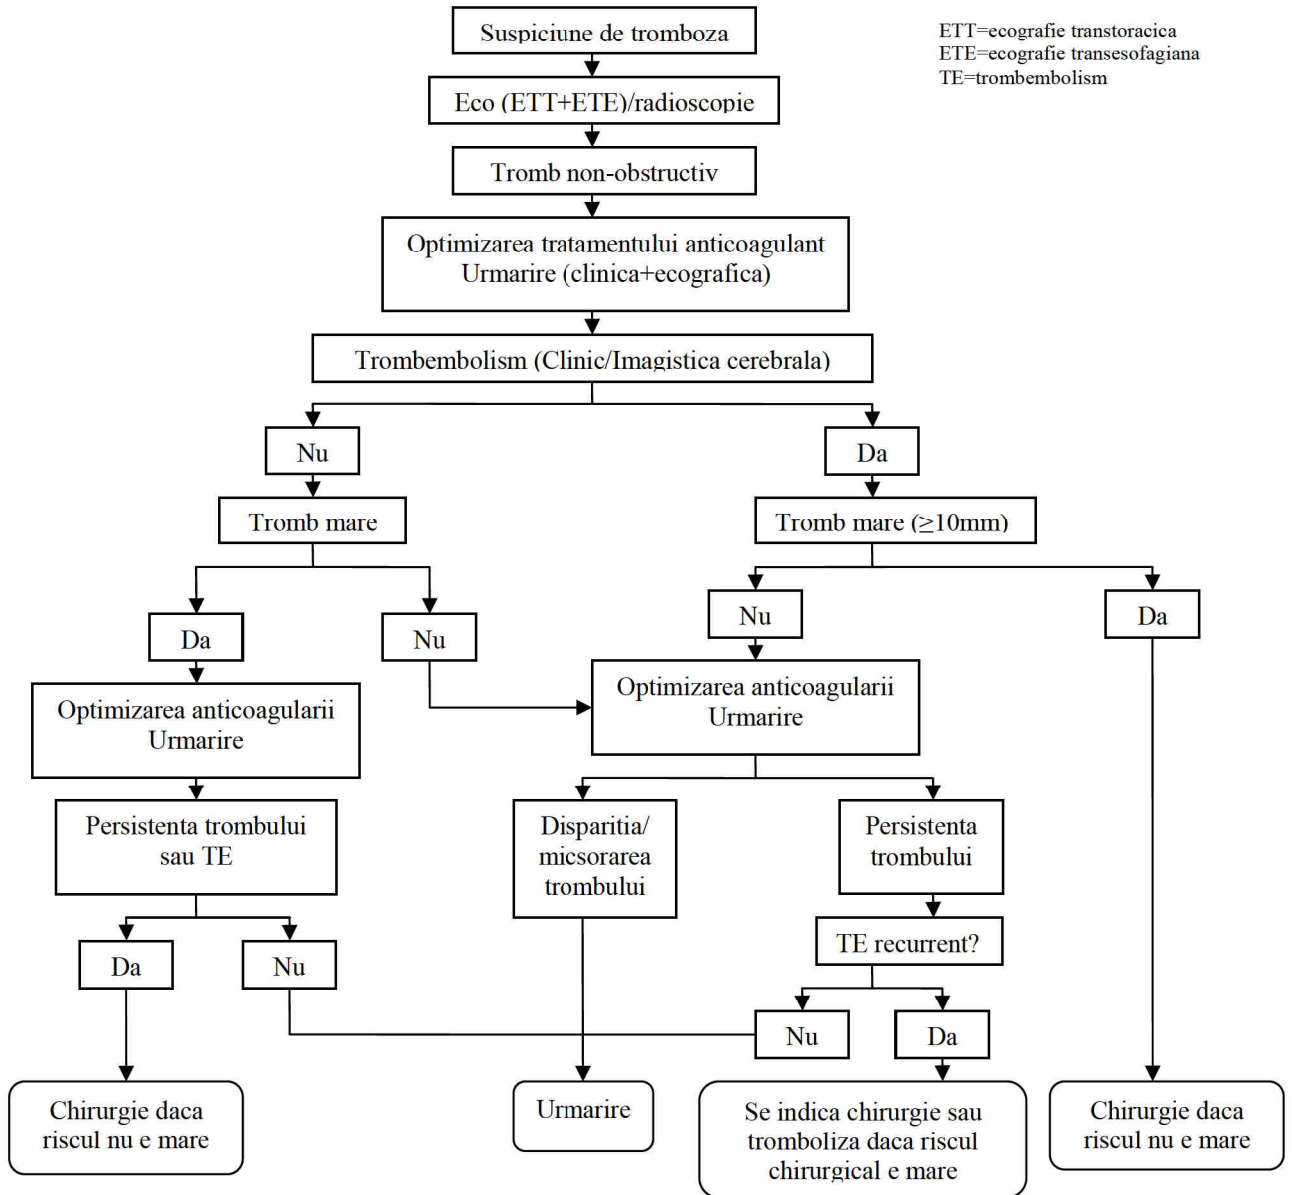 Suspiciune de tromboza
ETT=ecografie transtoracica
ETE=ecografie transesofagiana
TE=trombembolism
Eco (ETT+ETE)/radioscopie
Tromb non-obstructiv
Optimizarea tratamentului anticoagulant
Urmarire (clinica+ecografica)
Trombembolism (Clinic/Imagistica cerebrala)
Nu
Da
Tromb mare
Tromb mare (≥10mm)
Da
Nu
Nu
Da
Optimizarea anticoagularii
Urmarire
Optimizarea anticoagularii
Urmarire
Persistenta trombului
sau TE
Disparitia/
micsorarea
trombului
Persistenta
trombului
Da
Nu
TE recurrent?
Nu
Da
Chirurgie daca
riscul nu e mare
Urmarire
Se indica chirurgie sau
tromboliza daca riscul
chirurgical e mare
Chirurgie daca
riscul nu e mare